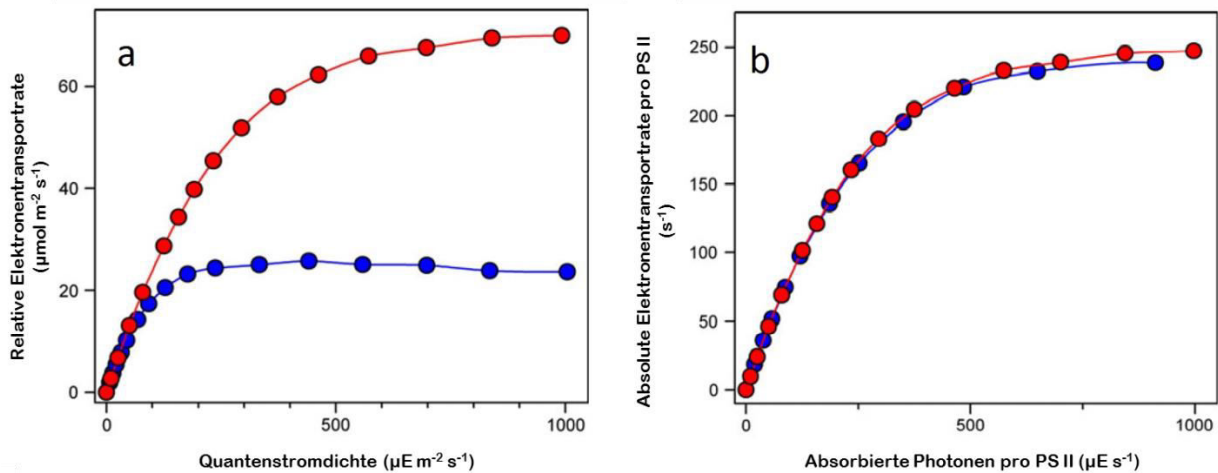 a
Relative Elektronentransportrate
(µmol m⁻² s⁻¹)
60
40
20
0
0
500
1000
Quantenstromdichte (µE m⁻² s⁻¹)
b
Absolute Elektronentransportrate pro PS II
(s⁻¹)
250
200
150
100
50
0
0
500
1000
Absorbierte Photonen pro PS II (µE s⁻¹)